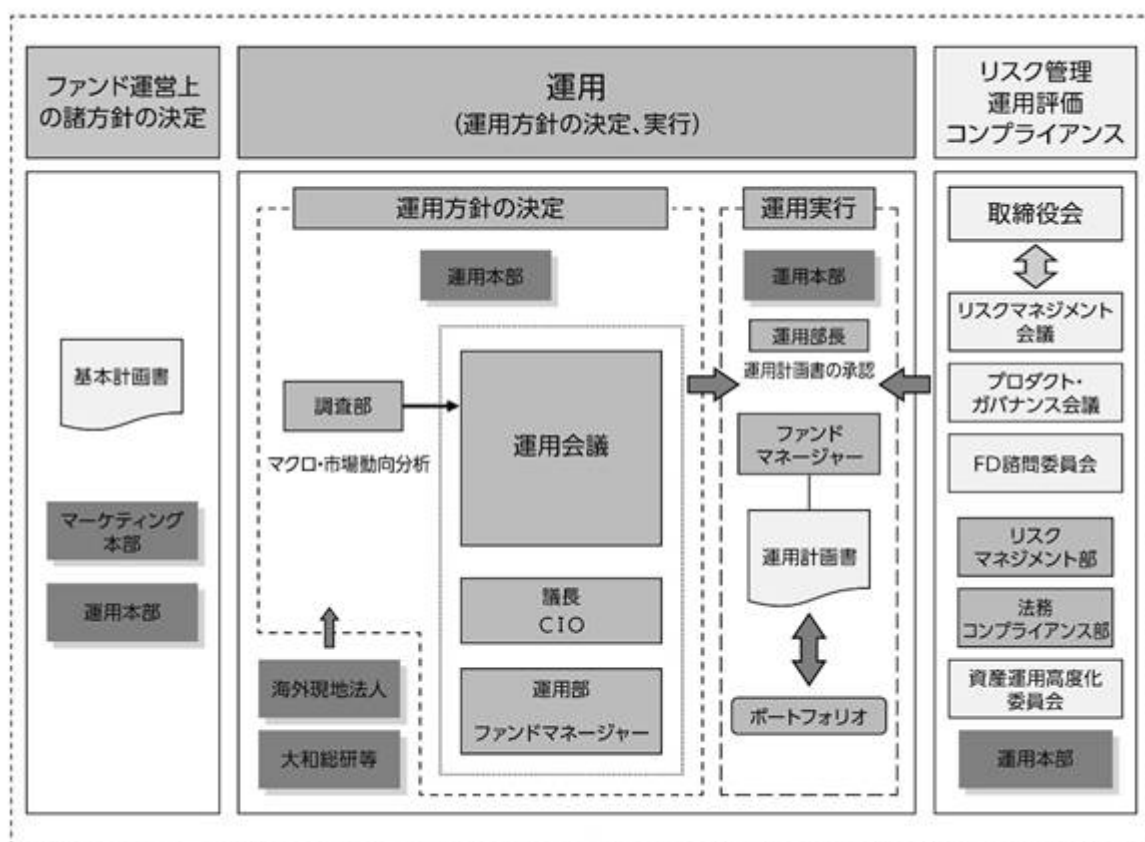 ファンド運営上
の諸方針の決定
運用
(運用方針の決定、実行)
リスク管理
運用評価
コンプライアンス
基本計画書
マーケティング
本部
運用本部
運用方針の決定
運用本部
調査部
マクロ・市場動向分析
運用会議
議長
CIO
運用部
ファンドマネージャー
海外現地法人
大和総研等
運用実行
運用本部
運用部長
運用計画書の承認
ファンド
マネージャー
運用計画書
ポートフォリオ
取締役会
リスクマネジメント
会議
プロダクト・
ガバナンス会議
FD諮問委員会
リスク
マネジメント部
法務
コンプライアンス部
資産運用高度化
委員会
運用本部